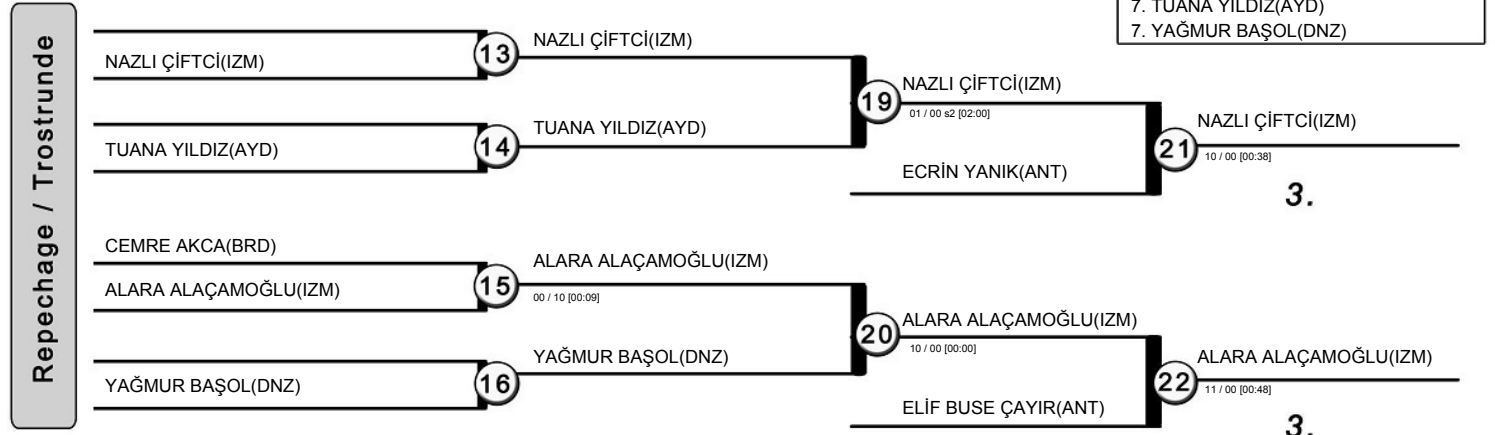 7. TUANA YILDIZ(AYD)
7. YAĞMUR BAŞOL(DNZ)
Repechage / Trostrunde
NAZLI ÇİFTCİ(IZM)
13
NAZLI ÇİFTCİ(IZM)
TUANA YILDIZ(AYD)
14
TUANA YILDIZ(AYD)
19
NAZLI ÇİFTCİ(IZM)
01 / 00 s2 [02:00]
ECRİN YANIK(ANT)
21
NAZLI ÇİFTCİ(IZM)
10 / 00 [00:38]
3.
CEMRE AKCA(BRD)
ALARA ALAÇAMOĞLU(IZM)
15
ALARA ALAÇAMOĞLU(IZM)
00 / 10 [00:09]
YAĞMUR BAŞOL(DNZ)
16
YAĞMUR BAŞOL(DNZ)
20
ALARA ALAÇAMOĞLU(IZM)
10 / 00 [00:00]
ELİF BUSE ÇAYIR(ANT)
22
ALARA ALAÇAMOĞLU(IZM)
11 / 00 [00:48]
3.